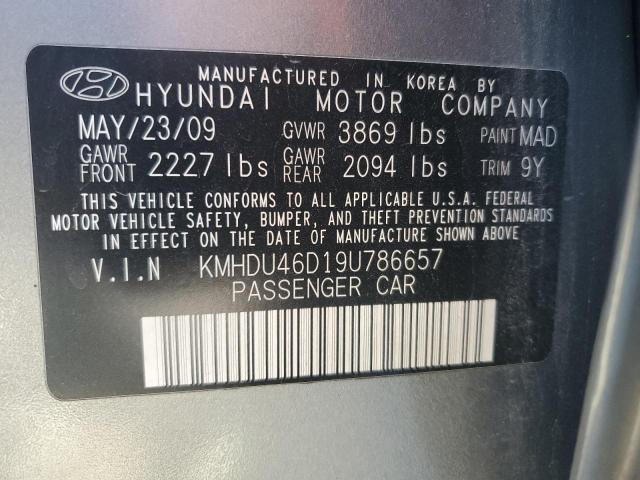 MANUFACTURED IN KOREA BY
HYUNDAI MOTOR COMPANY
MAY/23/09 GVWR 3869 lbs PAINT MAD
GAWR FRONT 2227 lbs GAWR REAR 2094 lbs TRIM 9Y
THIS VEHICLE CONFORMS TO ALL APPLICABLE U.S.A. FEDERAL
MOTOR VEHICLE SAFETY, BUMPER, AND THEFT PREVENTION STANDARDS
IN EFFECT ON THE DATE OF MANUFACTURE SHOWN ABOVE
V.I.N KMHDU46D19U786657
PASSENGER CAR